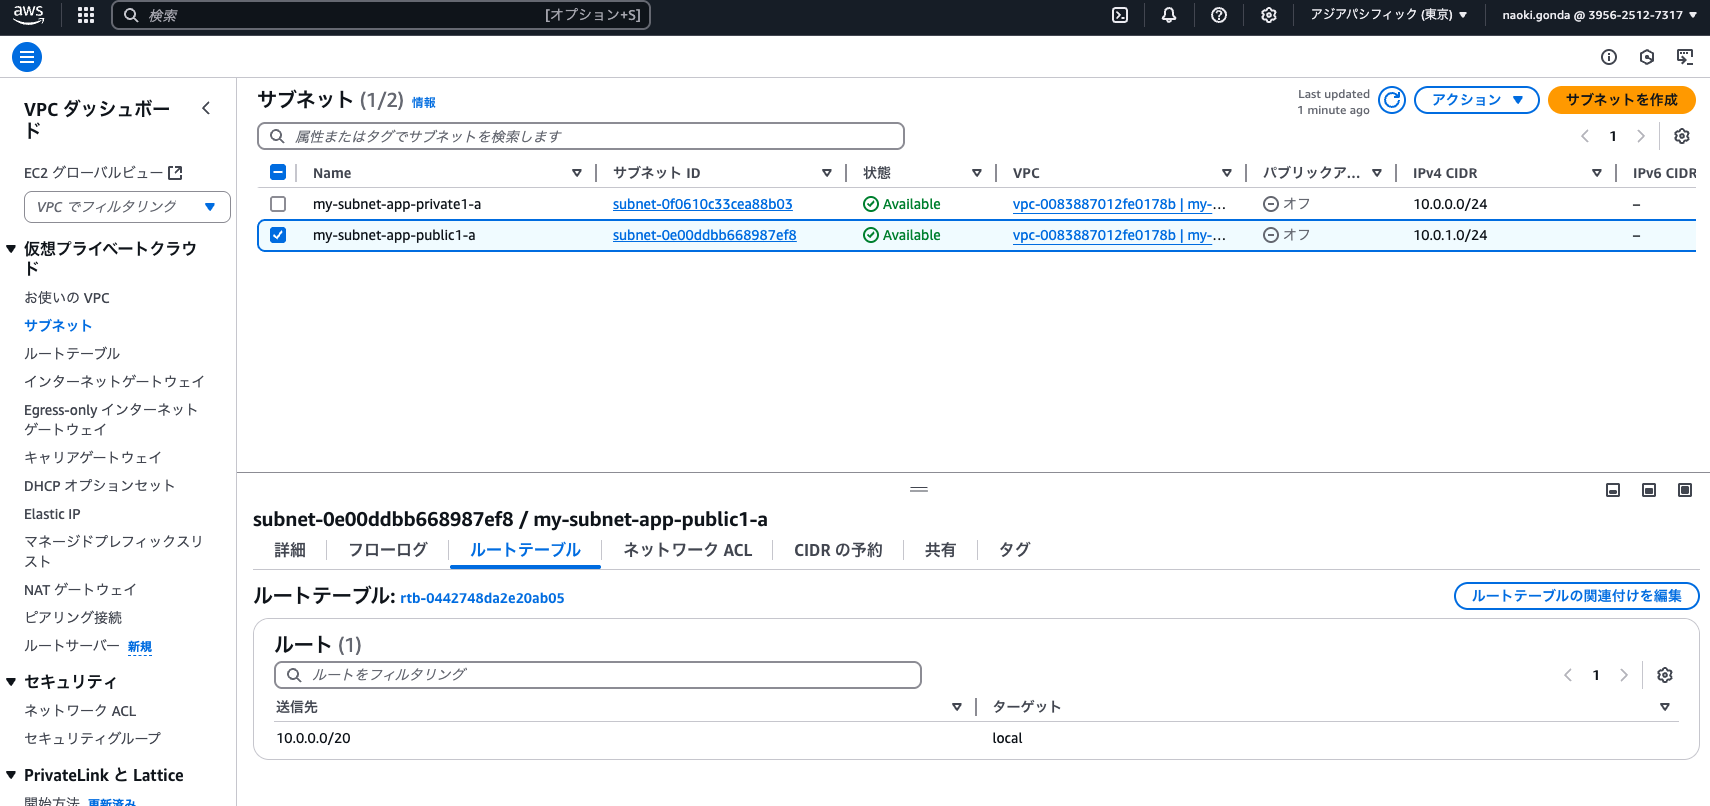 aws
検索
[オプション+S]
アジアパシフィック (東京) ▼
naoki.gonda @ 3956-2512-7317 ▼
VPC ダッシュボー
ド
EC2 グローバルビュー
VPC でフィルタリング
仮想プライベートクラウ
ド
お使いの VPC
サブネット
ルートテーブル
インターネットゲートウェイ
Egress-only インターネット
ゲートウェイ
キャリアゲートウェイ
DHCP オプションセット
Elastic IP
マネージドプレフィックスリ
スト
NAT ゲートウェイ
ピアリング接続
ルートサーバー 新規
セキュリティ
ネットワーク ACL
セキュリティグループ
PrivateLink と Lattice
開始方法 更新済み
サブネット (1/2) 情報
Last updated
1 minute ago
アクション
サブネットを作成
属性またはタグでサブネットを検索します
1
Name サブネット ID 状態 VPC パブリックア... IPv4 CIDR IPv6 CIDR
my-subnet-app-private1-a subnet-0f0610c33cea88b03 Available vpc-0083887012fe0178b | my-... オフ 10.0.0.0/24 –
my-subnet-app-public1-a subnet-0e00ddbb668987ef8 Available vpc-0083887012fe0178b | my-... オフ 10.0.1.0/24 –
subnet-0e00ddbb668987ef8 / my-subnet-app-public1-a
詳細 フローログ ルートテーブル ネットワーク ACL CIDR の予約 共有 タグ
ルートテーブル: rtb-0442748da2e20ab05
ルートテーブルの関連付けを編集
ルート (1)
ルートをフィルタリング
1
送信先 ターゲット
10.0.0.0/20 local